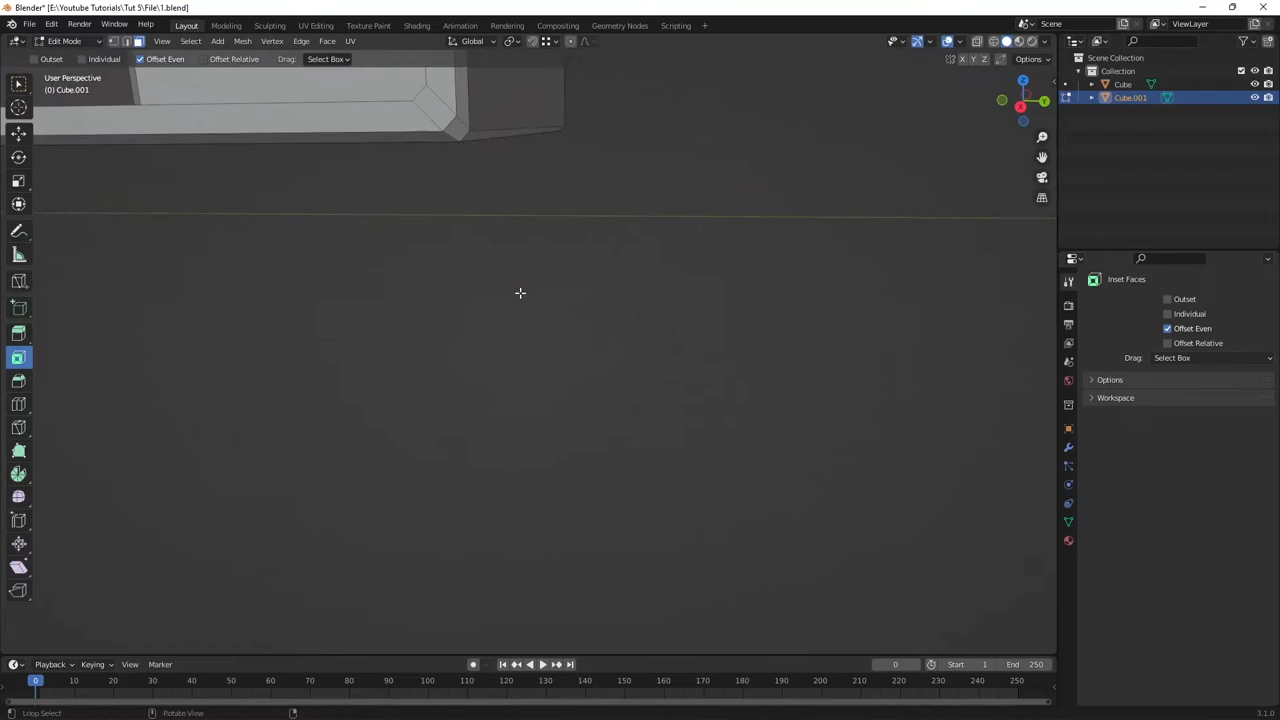 Blender* [E:\Youtube Tutorials\Tut 5\File\1.blend]
File Edit Render Window Help Layout Modeling Sculpting UV Editing Texture Paint Shading Animation Rendering Compositing Geometry Nodes Scripting + Scene ViewLayer
Edit Mode View Select Add Mesh Vertex Edge Face UV Global
Outset Individual Offset Even Offset Relative Drag: Select Box X Y Z Options
User Perspective
(0) Cube.001
Scene Collection
Collection
Cube
Cube.001
Z
Y
X
Inset Faces
Outset
Individual
Offset Even
Offset Relative
Drag: Select Box
Options
Workspace
Playback Keying View Marker 0 Start 1 End 250
0 10 20 30 40 50 60 70 80 90 100 110 120 130 140 150 160 170 180 190 200 210 220 230 240 250
Loop Select Rotate View 3.1.0